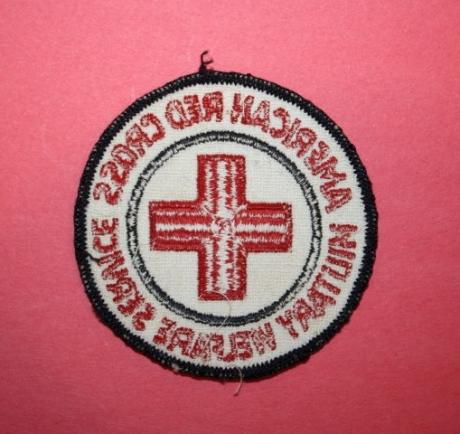 AMERICAN RED CROSS
MILITARY WELFARE SERVICE